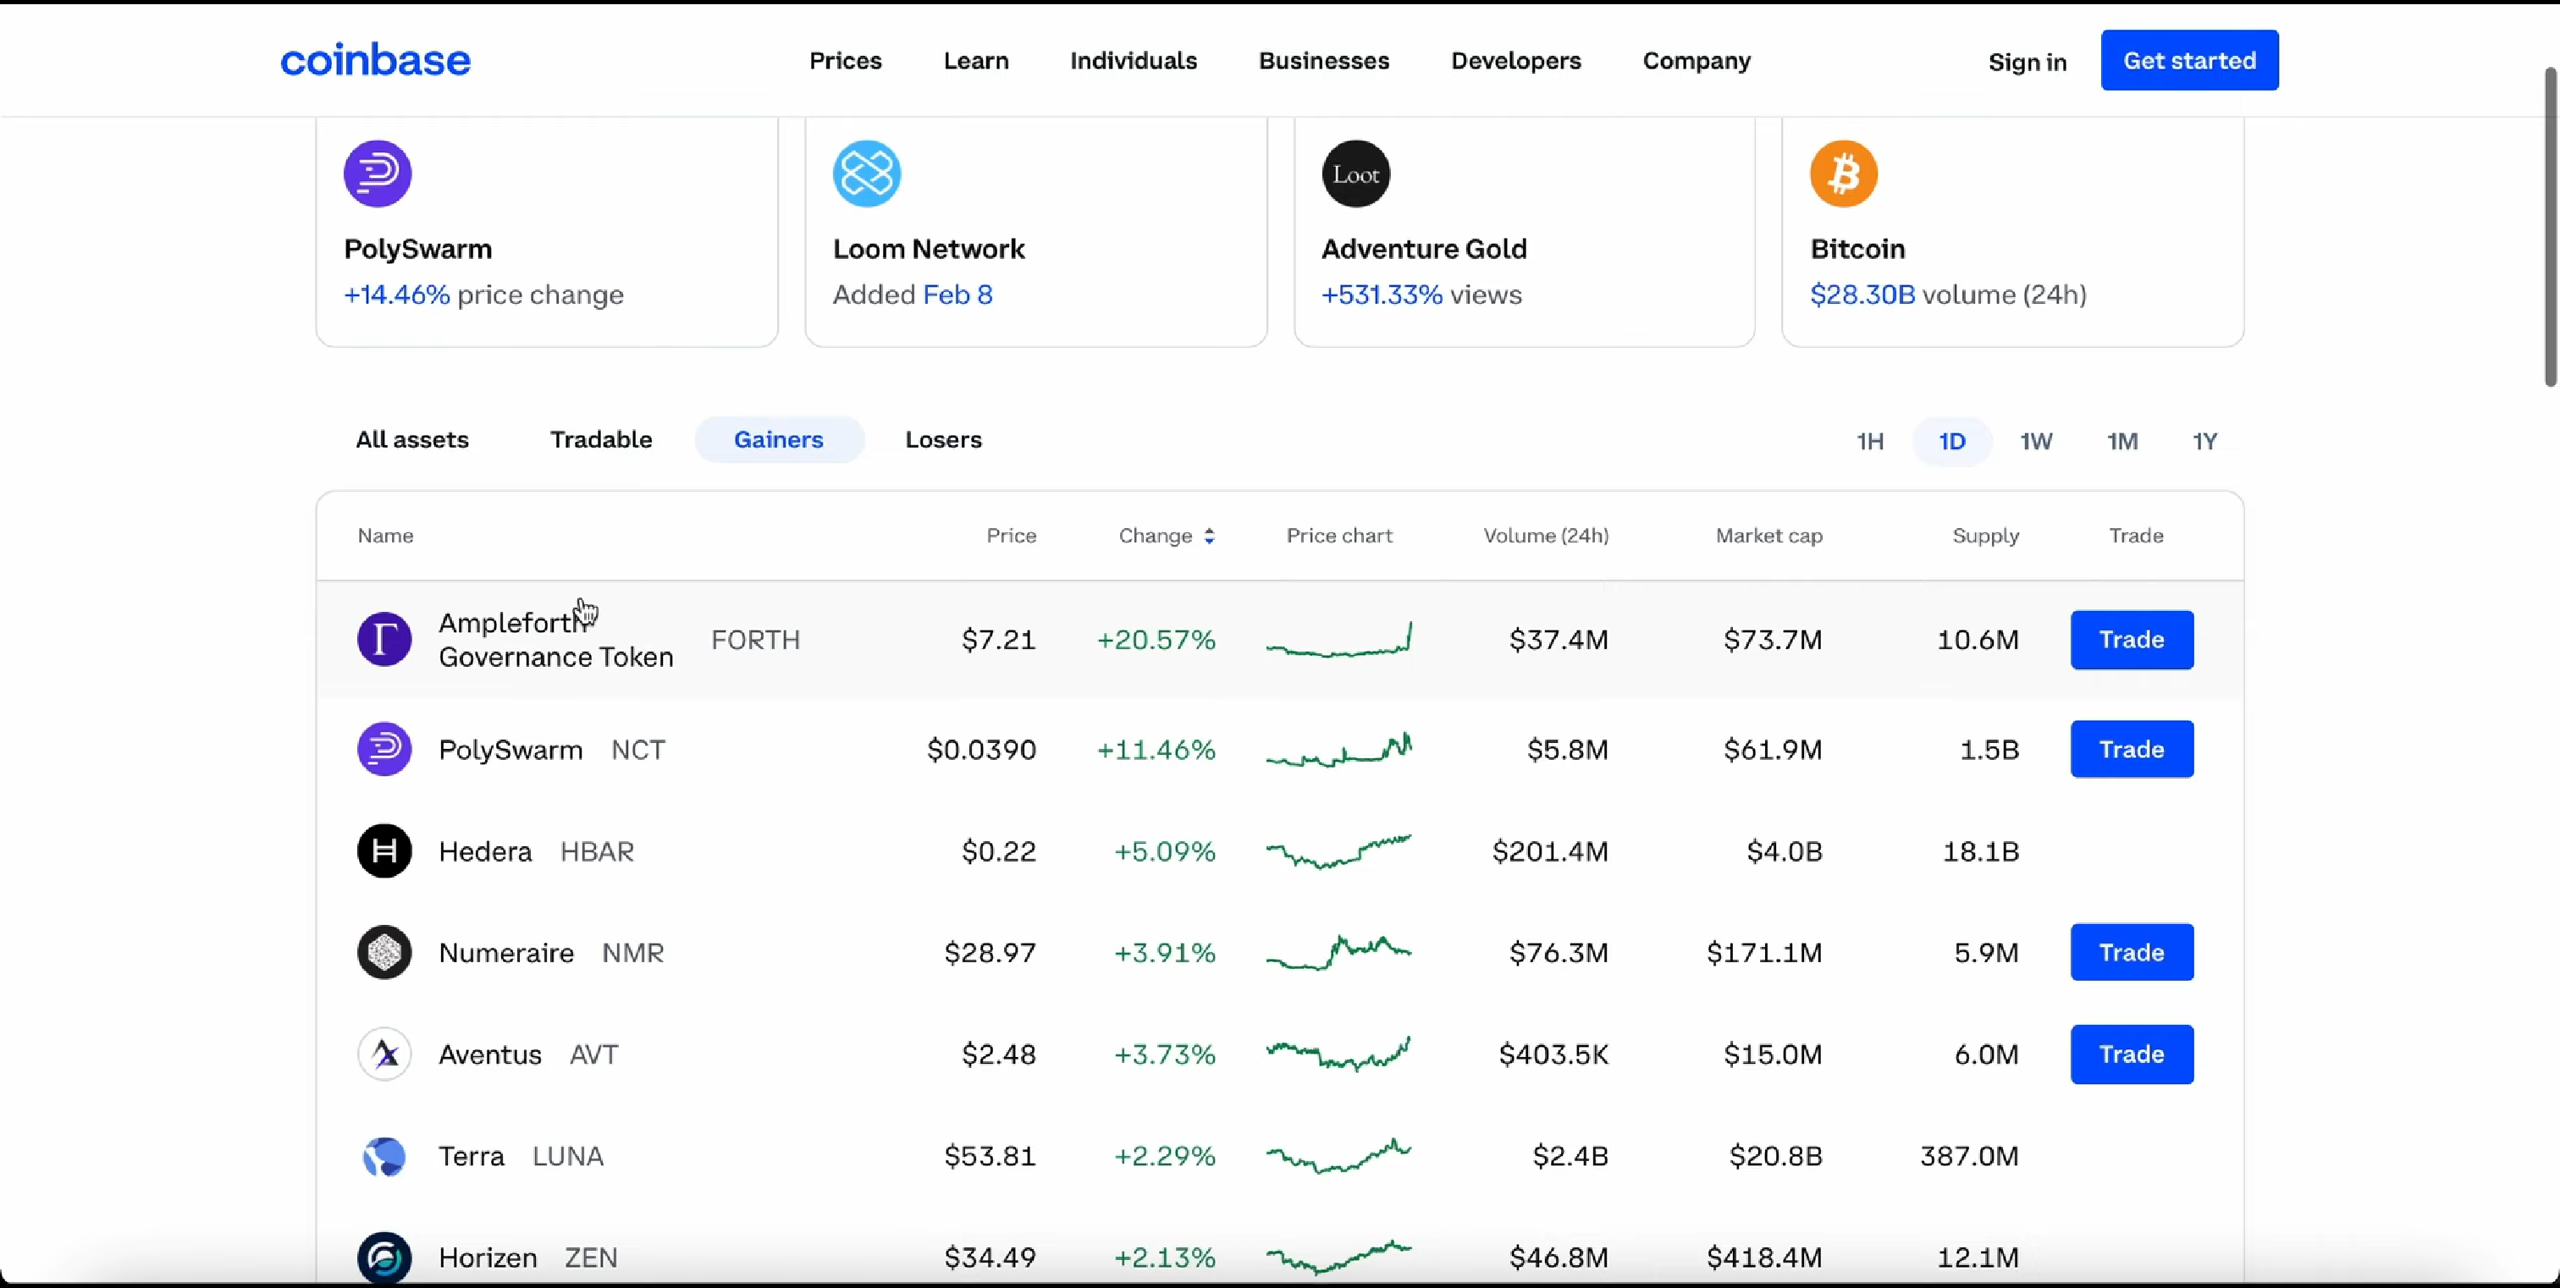 coinbase Prices Learn Individuals Businesses Developers Company Sign in Get started
Loot
PolySwarm Loom Network Adventure Gold Bitcoin
+14.46% price change Added Feb 8 +531.33% views $28.30B volume (24h)
All assets Tradable Gainers Losers 1H 1D 1W 1M 1Y
Name Price Change Price chart Volume (24h) Market cap Supply Trade
Ampleforth
Governance Token FORTH $7.21 +20.57% $37.4M $73.7M 10.6M Trade
PolySwarm NCT $0.0390 +11.46% $5.8M $61.9M 1.5B Trade
Hedera HBAR $0.22 +5.09% $201.4M $4.0B 18.1B
Numeraire NMR $28.97 +3.91% $76.3M $171.1M 5.9M Trade
Aventus AVT $2.48 +3.73% $403.5K $15.0M 6.0M Trade
Terra LUNA $53.81 +2.29% $2.4B $20.8B 387.0M
Horizen ZEN $34.49 +2.13% $46.8M $418.4M 12.1M